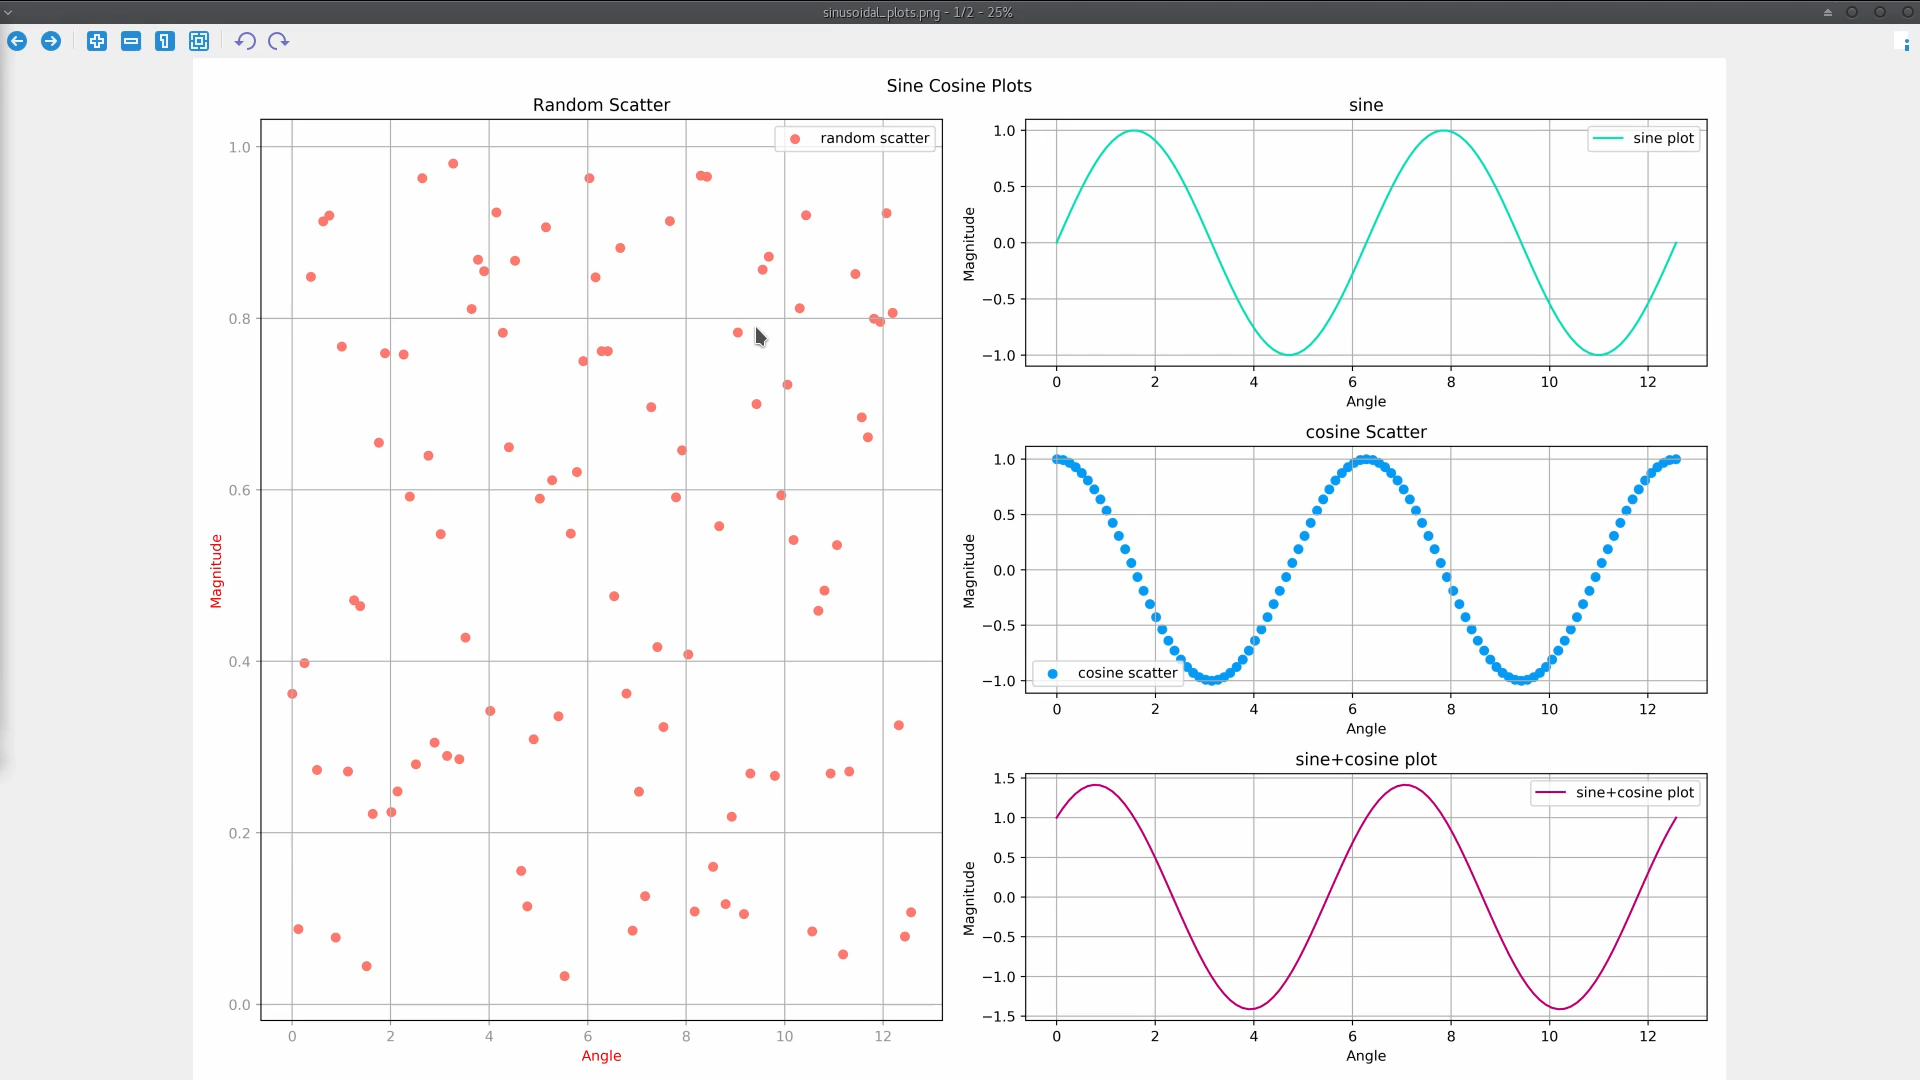 sinusoidal_plots.png - 1/2 - 25%
Sine Cosine Plots
Random Scatter
random scatter
1.0
0.8
0.6
0.4
0.2
0.0
Magnitude
0 2 4 6 8 10 12
Angle
sine
sine plot
1.0
0.5
0.0
−0.5
−1.0
Magnitude
0 2 4 6 8 10 12
Angle
cosine Scatter
1.0
0.5
0.0
−0.5
−1.0
Magnitude
cosine scatter
0 2 4 6 8 10 12
Angle
sine+cosine plot
sine+cosine plot
1.5
1.0
0.5
0.0
−0.5
−1.0
−1.5
Magnitude
0 2 4 6 8 10 12
Angle